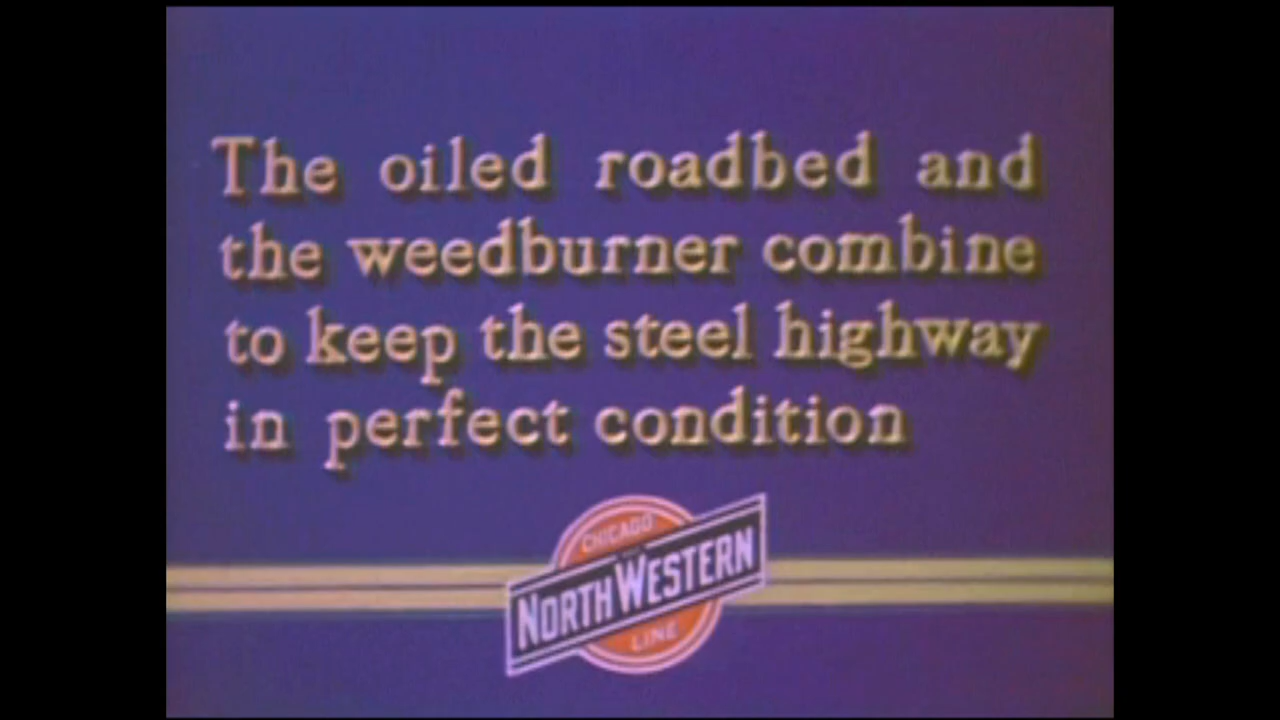 The oiled roadbed and
the weedburner combine
to keep the steel highway
in perfect condition
CHICAGO
NORTH WESTERN
LINE